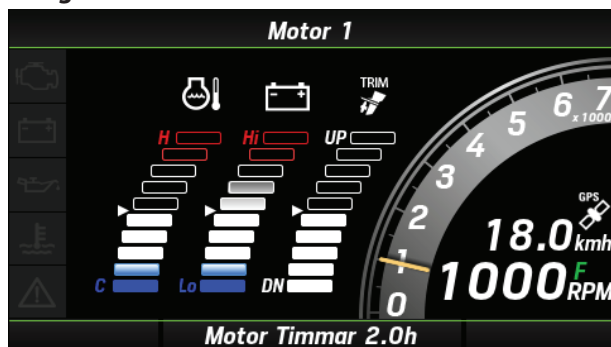 Motor 1
TRIM
H Hi UP
C Lo DN
0 1 2 3 4 5 6 7
x 1000
GPS
18.0 kmh
1000 F RPM
Motor Timmar 2.0h